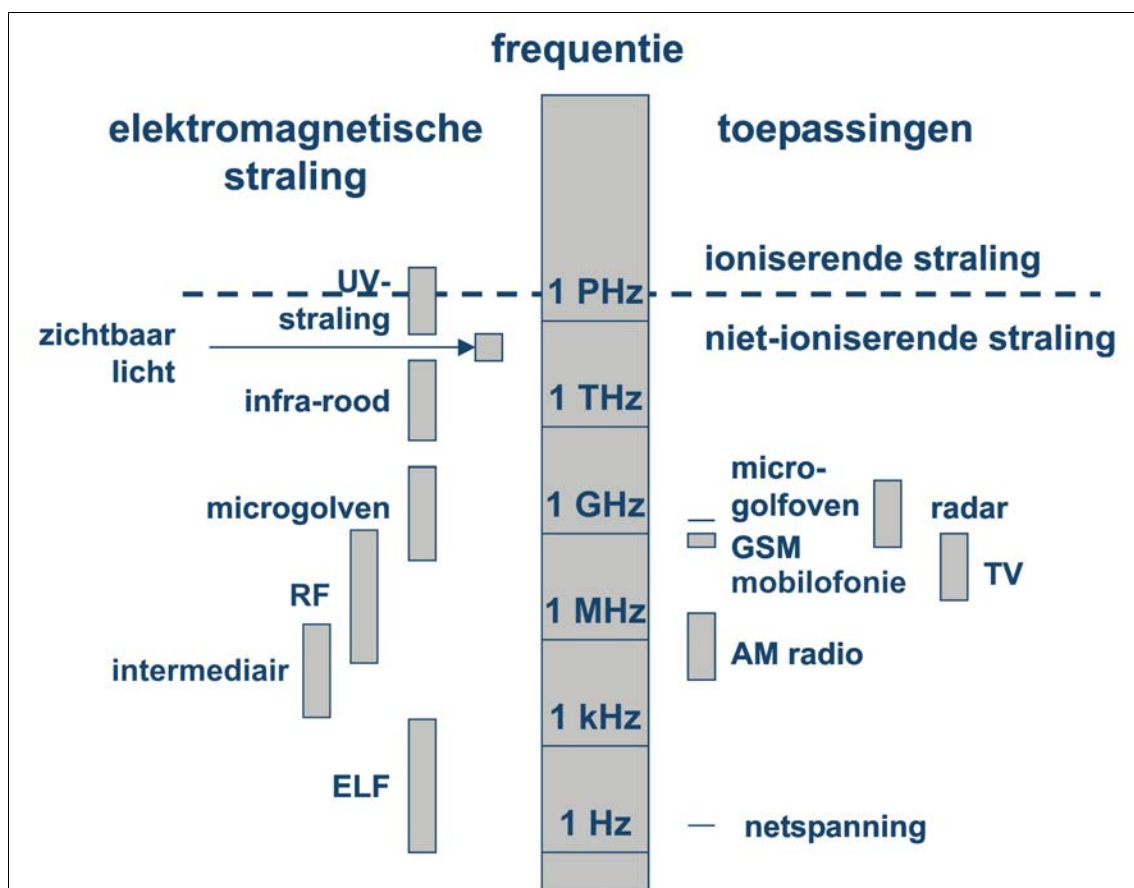 frequentie
elektromagnetische
straling
toepassingen
ioniserende straling
UV-
straling
1 PHz
niet-ioniserende straling
zichtbaar
licht
infra-rood
1 THz
micro-
golfoven
radar
microgolven
1 GHz
GSM
mobilofonie
TV
RF
1 MHz
intermediair
AM radio
1 kHz
ELF
1 Hz
netspanning